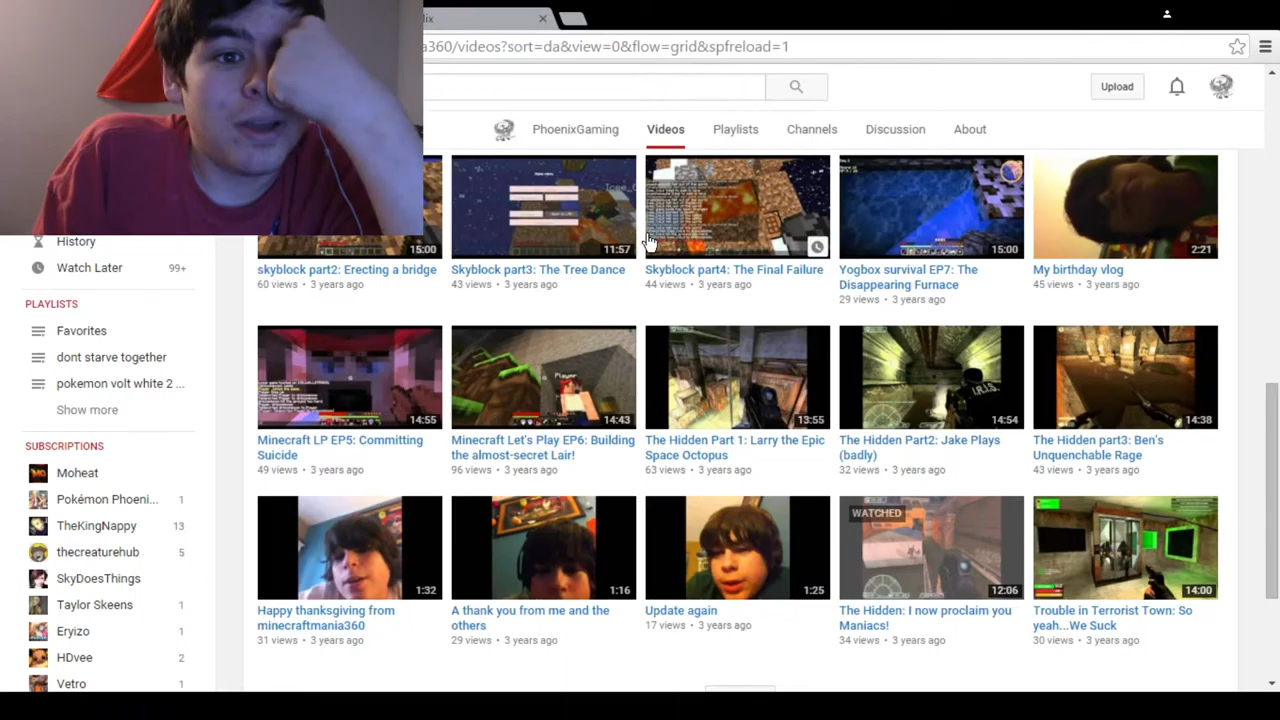 lix
a360/videos?sort=da&view=0&flow=grid&spfreload=1
Upload
PhoenixGaming Videos Playlists Channels Discussion About
History
Watch Later 99+
PLAYLISTS
Favorites
dont starve together
pokemon volt white 2 ...
Show more
SUBSCRIPTIONS
Moheat
Pokémon Phoeni... 1
TheKingNappy 13
thecreaturehub 5
SkyDoesThings
Taylor Skeens 1
Eryizo 1
HDvee 2
Vetro 1
15:00
skyblock part2: Erecting a bridge
60 views • 3 years ago
11:57
Skyblock part3: The Tree Dance
43 views • 3 years ago
Skyblock part4: The Final Failure
44 views • 3 years ago
15:00
Yogbox survival EP7: The
Disappearing Furnace
29 views • 3 years ago
2:21
My birthday vlog
45 views • 3 years ago
14:55
Minecraft LP EP5: Committing
Suicide
49 views • 3 years ago
Player
14:43
Minecraft Let's Play EP6: Building
the almost-secret Lair!
96 views • 3 years ago
13:55
The Hidden Part 1: Larry the Epic
Space Octopus
63 views • 3 years ago
I.R.I.S.
14:54
The Hidden Part2: Jake Plays
(badly)
32 views • 3 years ago
14:38
The Hidden part3: Ben's
Unquenchable Rage
43 views • 3 years ago
1:32
Happy thanksgiving from
minecraftmania360
31 views • 3 years ago
1:16
A thank you from me and the
others
29 views • 3 years ago
1:25
Update again
17 views • 3 years ago
WATCHED
12:06
The Hidden: I now proclaim you
Maniacs!
34 views • 3 years ago
14:00
Trouble in Terrorist Town: So
yeah...We Suck
30 views • 3 years ago